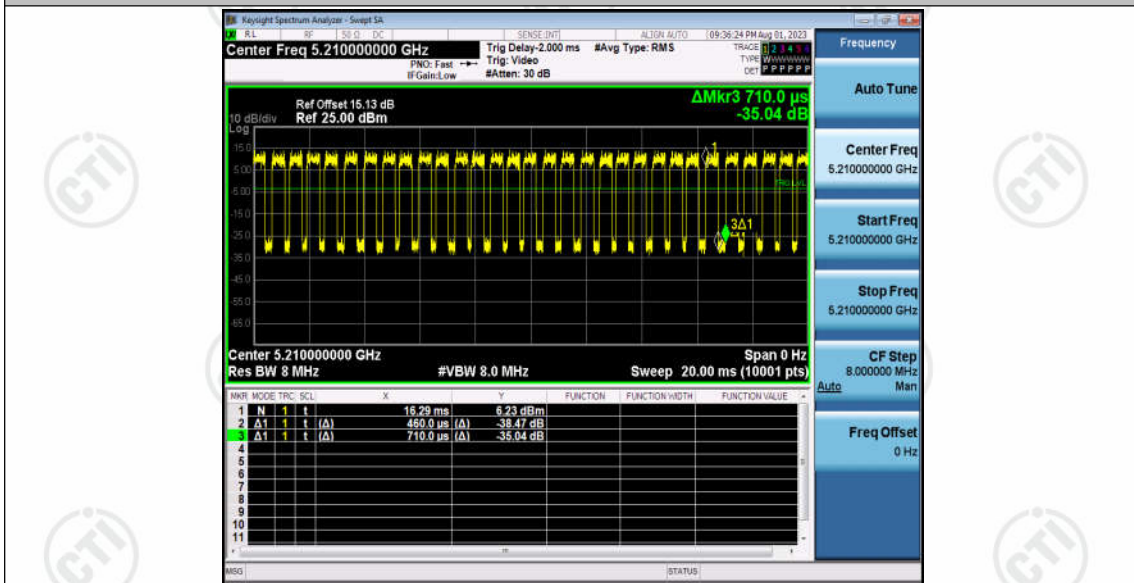 Keysight Spectrum Analyzer - Swept SA
RL RF 50 Ω DC SENSE:INT ALIGN AUTO 09:36:24 PM Aug 01, 2023
Center Freq 5.210000000 GHz Trig Delay-2.000 ms #Avg Type: RMS TRACE 1 2 3 4 5 6
PNO: Fast Trig: Video TYPE WWWWWW
IFGain:Low #Atten: 30 dB DET P P P P P P
Frequency
Auto Tune
Center Freq
5.210000000 GHz
Start Freq
5.210000000 GHz
Stop Freq
5.210000000 GHz
CF Step
8.000000 MHz
Auto Man
Freq Offset
0 Hz
ΔMkr3 710.0 µs
-35.04 dB
Ref Offset 15.13 dB
10 dB/div Ref 25.00 dBm
Log
15.0
5.00
-5.00
-15.0
-25.0
-35.0
-45.0
-55.0
-65.0
1
TRIG LVL
3Δ1
Center 5.210000000 GHz Span 0 Hz
Res BW 8 MHz #VBW 8.0 MHz Sweep 20.00 ms (10001 pts)
MKR MODE TRC SCL X Y FUNCTION FUNCTION WIDTH FUNCTION VALUE
1 N 1 t 16.29 ms 6.23 dBm
2 Δ1 1 t (Δ) 460.0 µs (Δ) -38.47 dB
3 Δ1 1 t (Δ) 710.0 µs (Δ) -35.04 dB
4
5
6
7
8
9
10
11
MSG STATUS
CTI
CTI
CTI
CTI